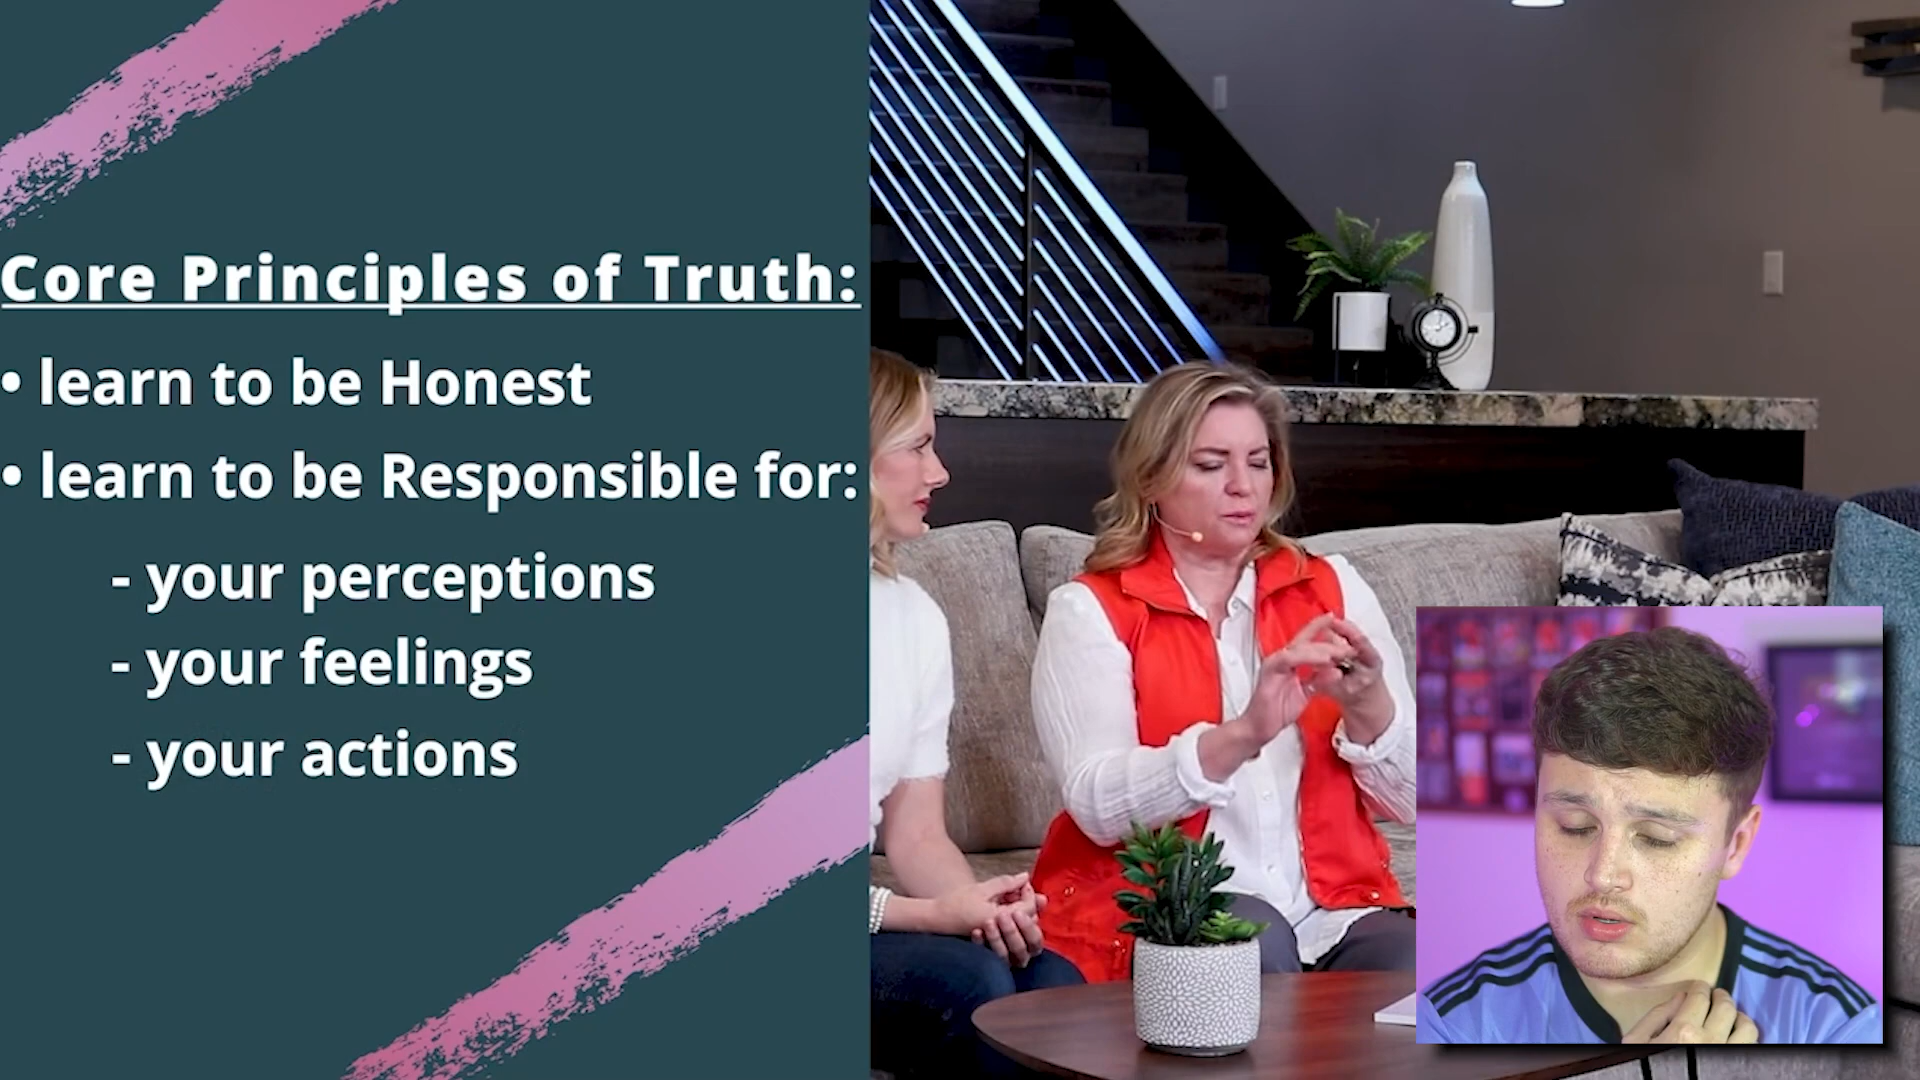 Core Principles of Truth:
• learn to be Honest
• learn to be Responsible for:
- your perceptions
- your feelings
- your actions